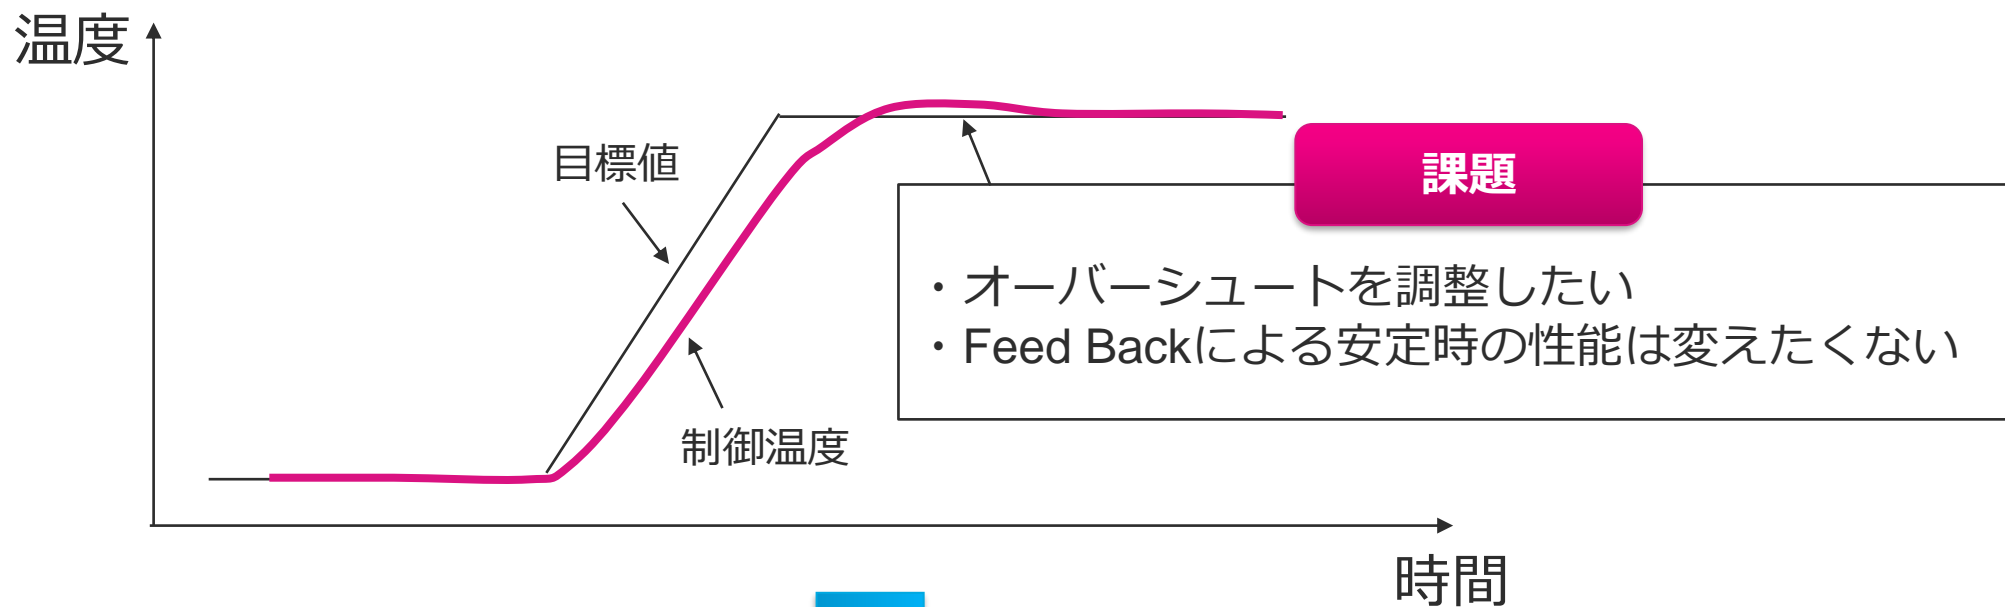 温度
目標値
課題
・オーバーシュートを調整したい
・Feed Backによる安定時の性能は変えたくない
制御温度
時間